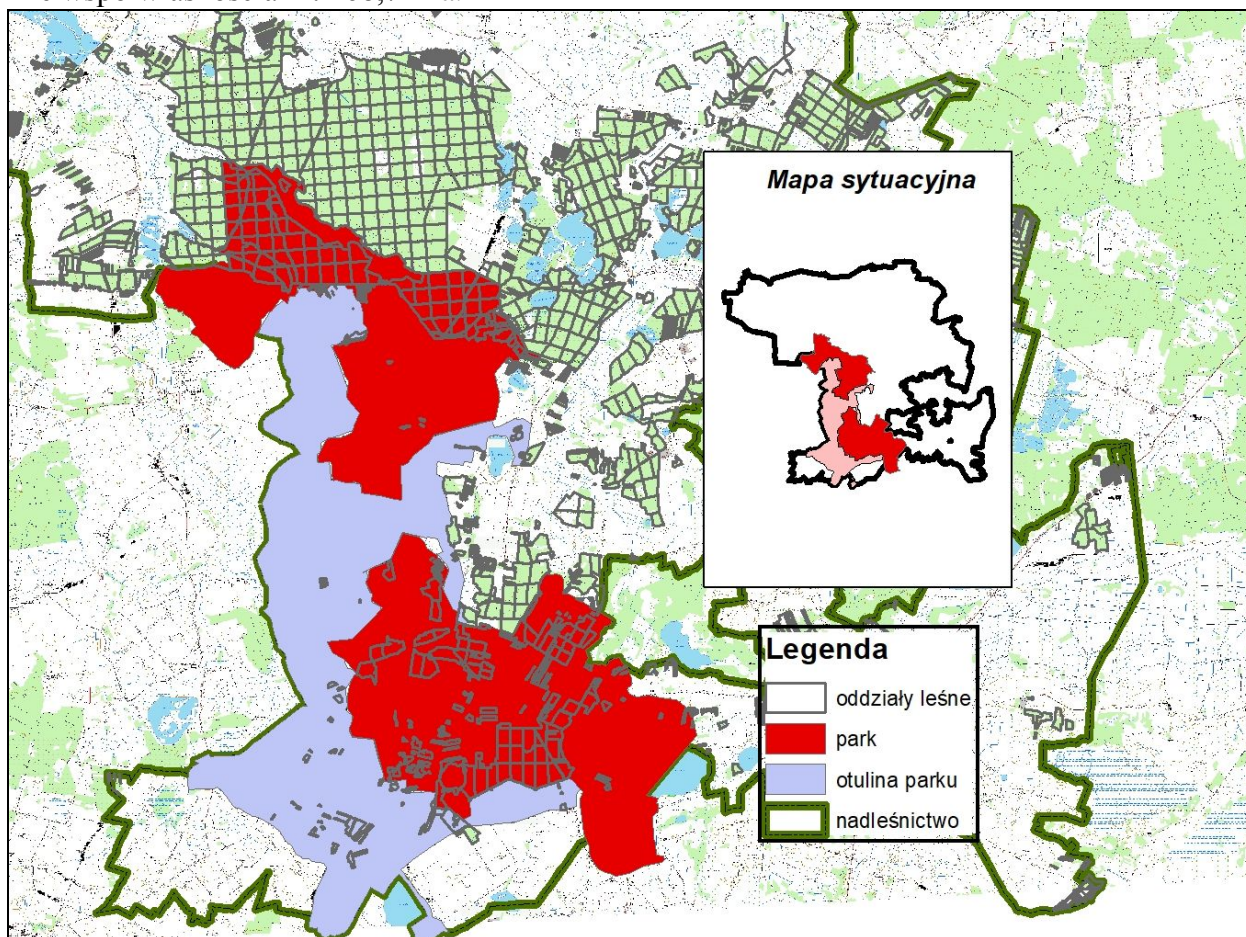 Mapa sytuacyjna
Legenda
oddziały leśne
park
otulina parku
nadleśnictwo